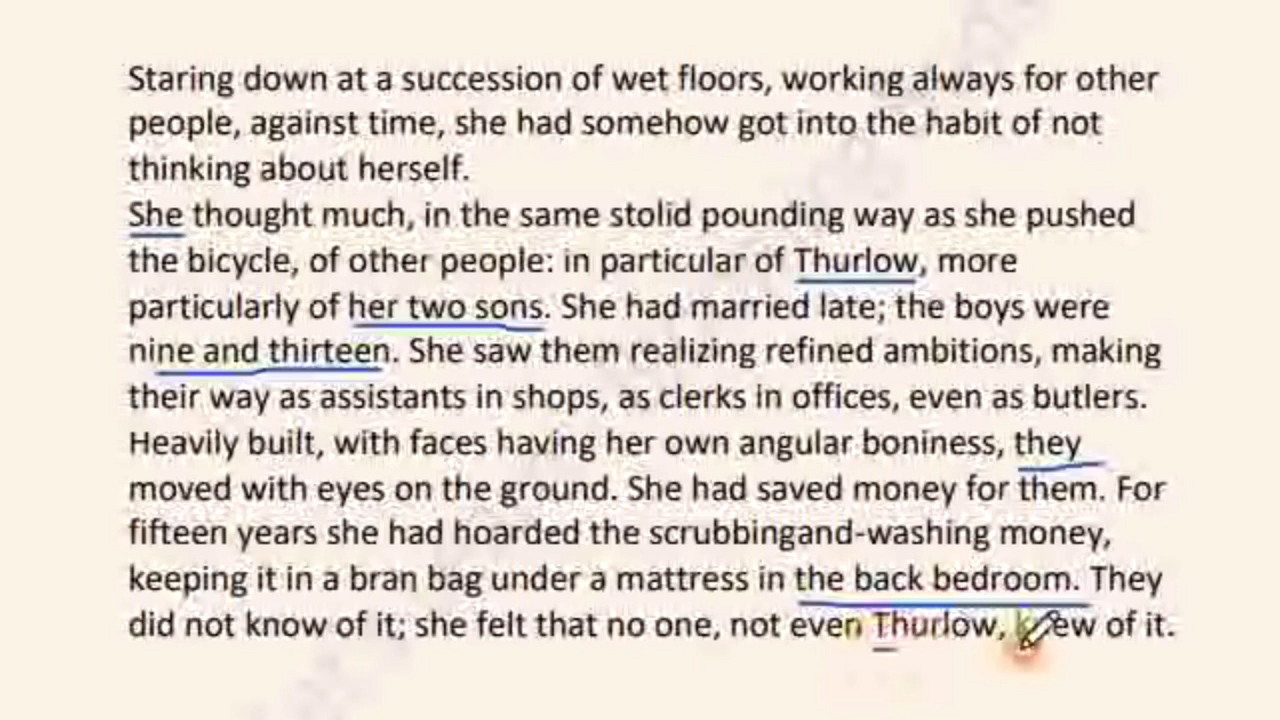 Staring down at a succession of wet floors, working always for other
people, against time, she had somehow got into the habit of not
thinking about herself.
She thought much, in the same stolid pounding way as she pushed
the bicycle, of other people: in particular of Thurlow, more
particularly of her two sons. She had married late; the boys were
nine and thirteen. She saw them realizing refined ambitions, making
their way as assistants in shops, as clerks in offices, even as butlers.
Heavily built, with faces having her own angular boniness, they
moved with eyes on the ground. She had saved money for them. For
fifteen years she had hoarded the scrubbingand-washing money,
keeping it in a bran bag under a mattress in the back bedroom. They
did not know of it; she felt that no one, not even Thurlow, knew of it.